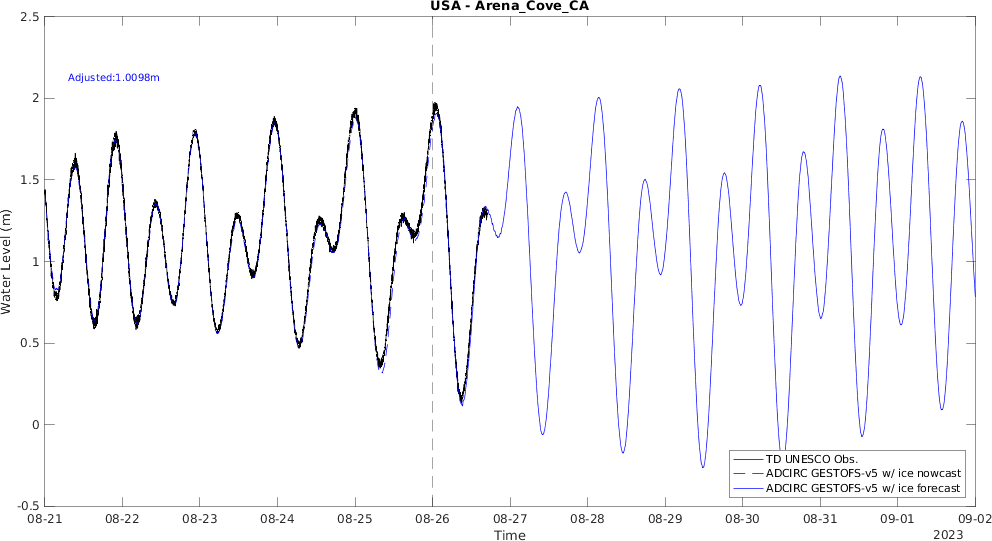 USA - Arena_Cove_CA
Adjusted:1.0098m
Water Level (m)
2.5
2
1.5
1
0.5
0
-0.5
08-21 08-22 08-23 08-24 08-25 08-26 08-27 08-28 08-29 08-30 08-31 09-01 09-02
Time
2023
TD UNESCO Obs.
ADCIRC GESTOFS-v5 w/ ice nowcast
ADCIRC GESTOFS-v5 w/ ice forecast